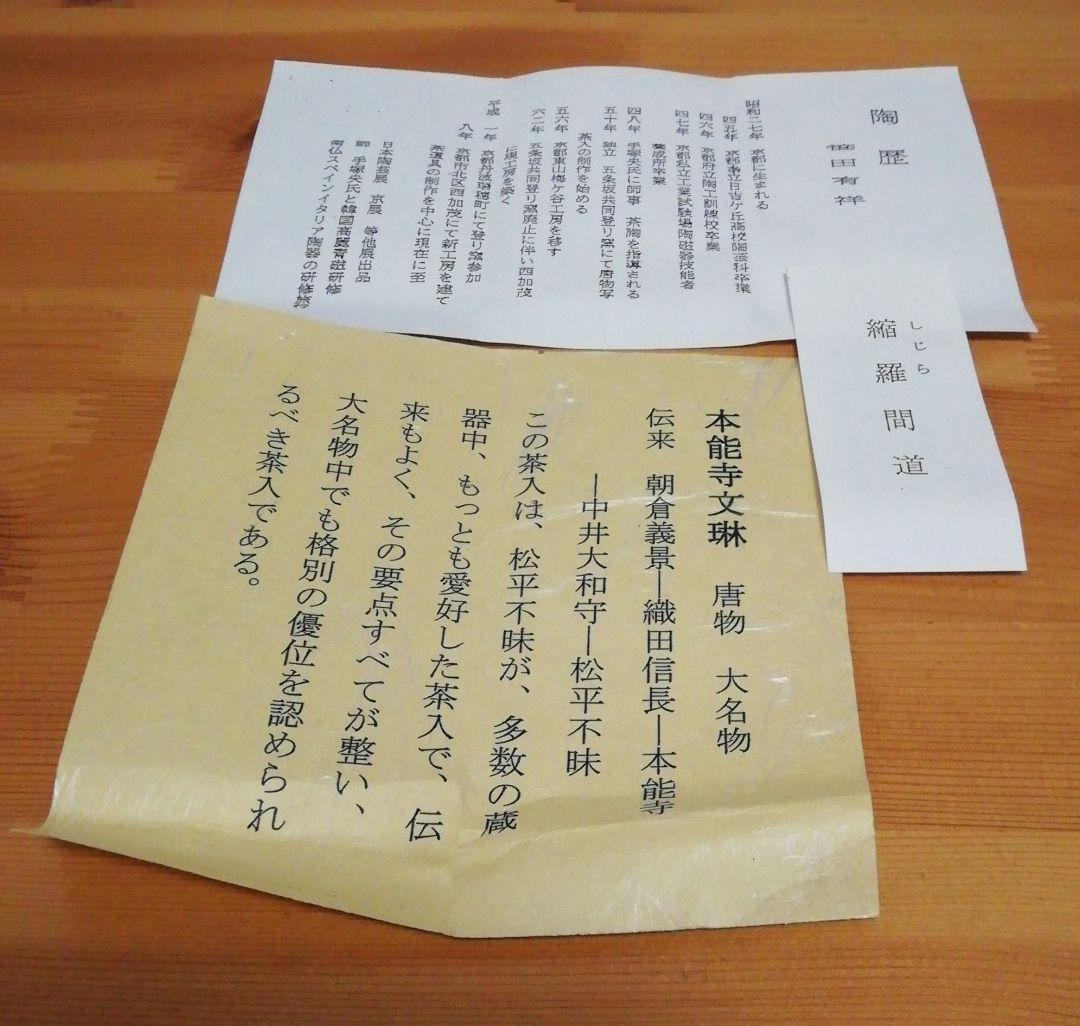 陶歴
笹田有祥
昭和二七年 京都に生まれる
四五年 京都市立日吉ケ丘高校陶芸科卒業
四六年 京都府立陶工訓練校卒業
四七年 京都私立工業試験場陶磁器技能者
養成所卒業
四八年 手塚央氏に師事 茶陶を指導される
五十年 独立 五条坂共同登り窯にて唐物写
茶入の制作を始める
五六年 京都東山梅ケ谷工房を移す
六二年 五条坂共同登り窯廃止に伴い西加茂
に現工房を築く
平成 一年 京都丹波瑞穂町にて登り窯参加
八年 京都市北区西加茂にて新工房を建て
茶道具の制作を中心に現在に至
日本陶芸展 京展 等他展出品
師 手塚央氏と韓国高麗青磁研修
南仏スペインイタリア陶器の研修
しじら
縮羅間道
本能寺文琳 唐物 大名物
伝来 朝倉義景―織田信長―本能寺
―中井大和守―松平不昧
この茶入は、松平不昧が、多数の蔵
器中、もっとも愛好した茶入で、伝
来もよく、その要点すべてが整い、
大名物中でも格別の優位を認められ
るべき茶入である。